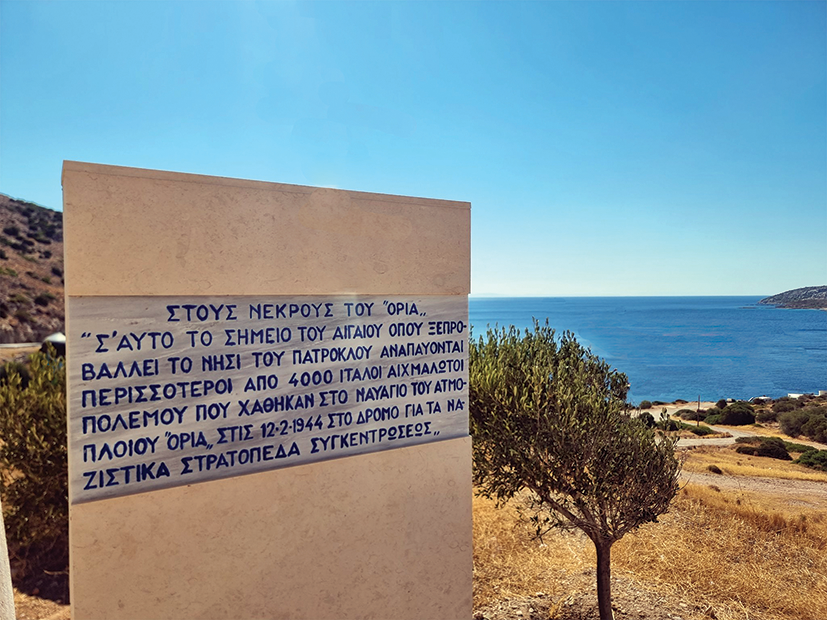 ΣΤΟΥΣ ΝΕΚΡΟΥΣ ΤΟΥ "ΟΡΙΑ,,
"Σ'ΑΥΤΟ ΤΟ ΣΗΜΕΙΟ ΤΟΥ ΑΙΓΑΙΟΥ ΟΠΟΥ ΞΕΠΡΟ-
ΒΑΛΛΕΙ ΤΟ ΝΗΣΙ ΤΟΥ ΠΑΤΡΟΚΛΟΥ ΑΝΑΠΑΥΟΝΤΑΙ
ΠΕΡΙΣΣΟΤΕΡΟΙ ΑΠΟ 4000 ΙΤΑΛΟΙ ΑΙΧΜΑΛΩΤΟΙ
ΠΟΛΕΜΟΥ ΠΟΥ ΧΑΘΗΚΑΝ ΣΤΟ ΝΑΥΑΓΙΟ ΤΟΥ ΑΤΜΟ-
ΠΛΟΙΟΥ "ΟΡΙΑ,, ΣΤΙΣ 12-2-1944 ΣΤΟ ΔΡΟΜΟ ΓΙΑ ΤΑ ΝΑ-
ΖΙΣΤΙΚΑ ΣΤΡΑΤΟΠΕΔΑ ΣΥΓΚΕΝΤΡΩΣΕΩΣ,,